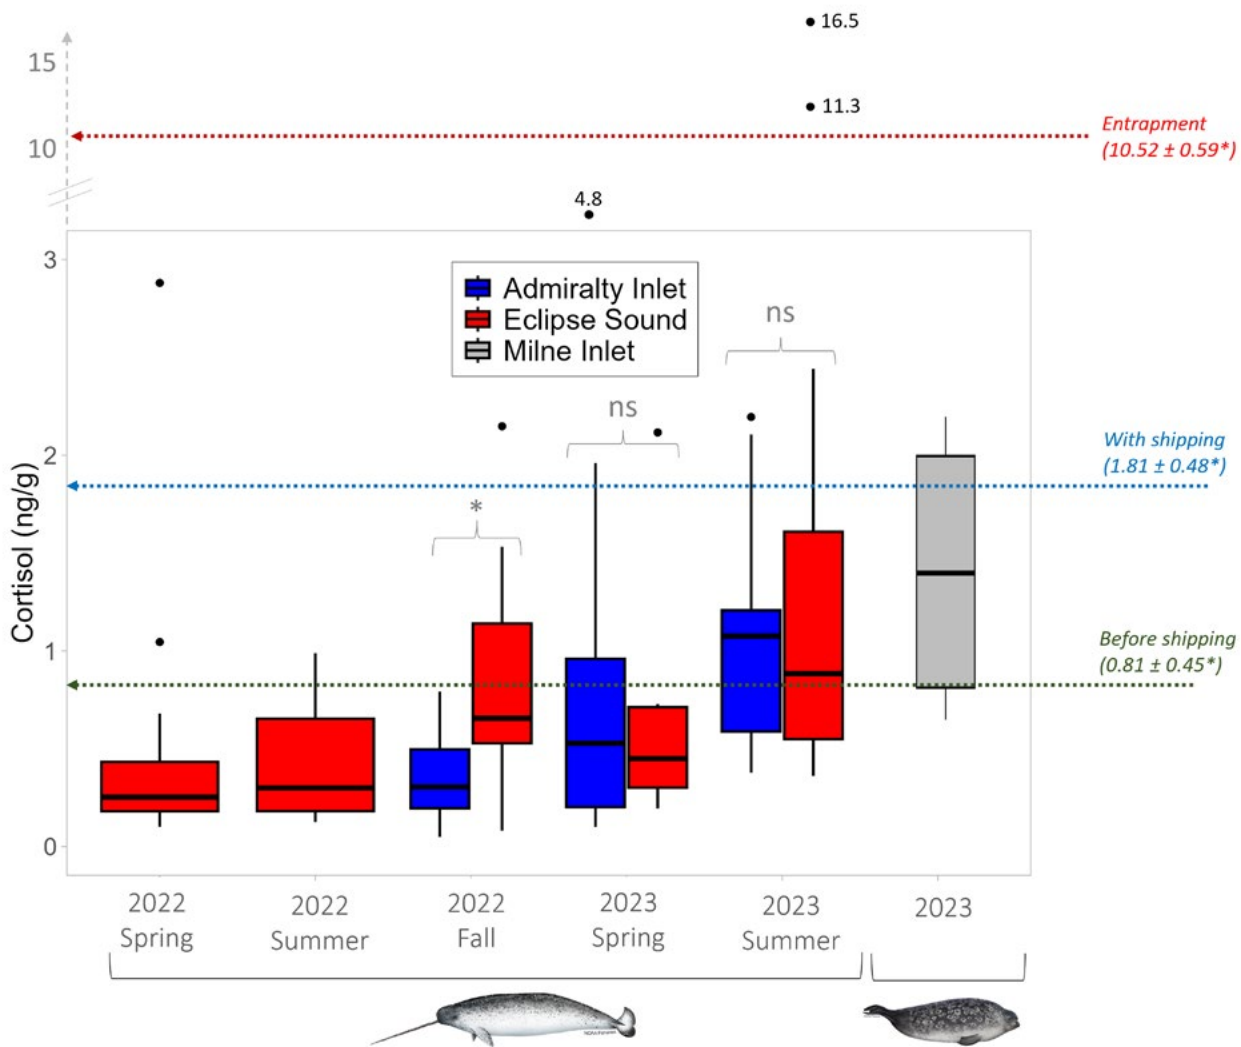 16.5
15
11.3
Entrapment
(10.52 ± 0.59*)
10
4.8
3
Admiralty Inlet
Eclipse Sound
Milne Inlet
ns
ns
2
With shipping
(1.81 ± 0.48*)
*
Cortisol (ng/g)
1
Before shipping
(0.81 ± 0.45*)
0
2022
Spring
2022
Summer
2022
Fall
2023
Spring
2023
Summer
2023